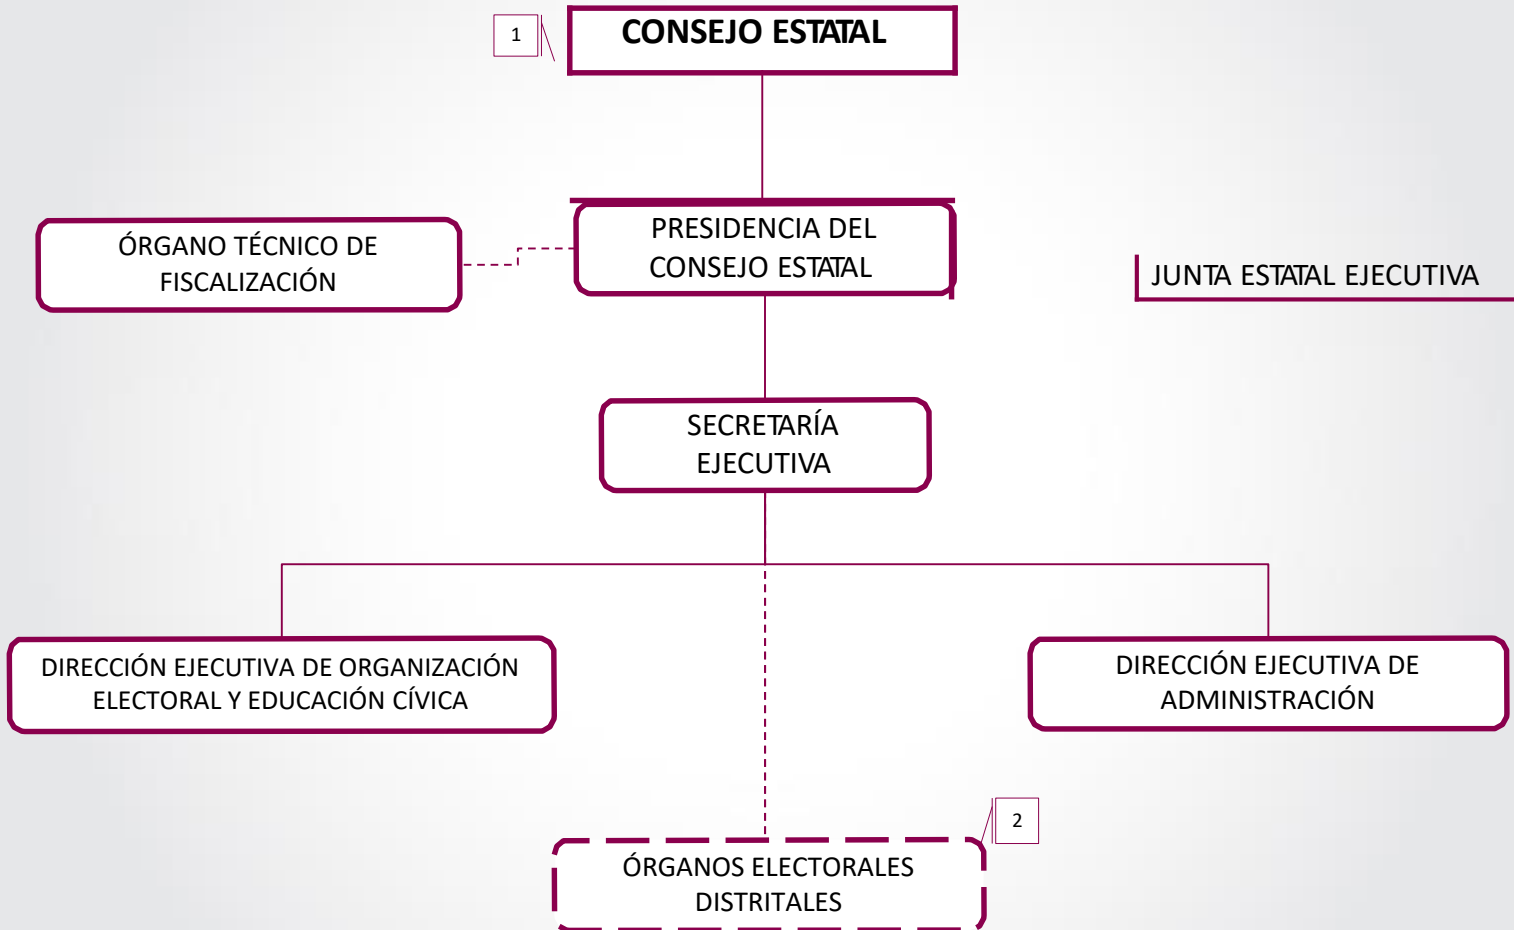 1
CONSEJO ESTATAL
ÓRGANO TÉCNICO DE
FISCALIZACIÓN
PRESIDENCIA DEL
CONSEJO ESTATAL
JUNTA ESTATAL EJECUTIVA
SECRETARÍA
EJECUTIVA
DIRECCIÓN EJECUTIVA DE ORGANIZACIÓN
ELECTORAL Y EDUCACIÓN CÍVICA
DIRECCIÓN EJECUTIVA DE
ADMINISTRACIÓN
2
ÓRGANOS ELECTORALES
DISTRITALES